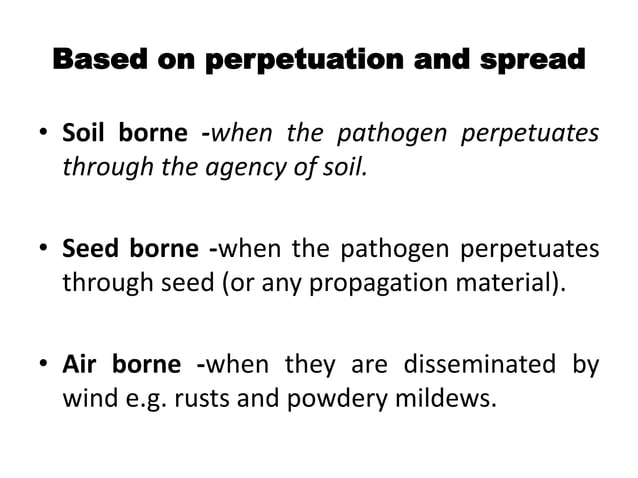 Based on perpetuation and spread
• Soil borne -when the pathogen perpetuates
through the agency of soil.
• Seed borne -when the pathogen perpetuates
through seed (or any propagation material).
• Air borne -when they are disseminated by
wind e.g. rusts and powdery mildews.